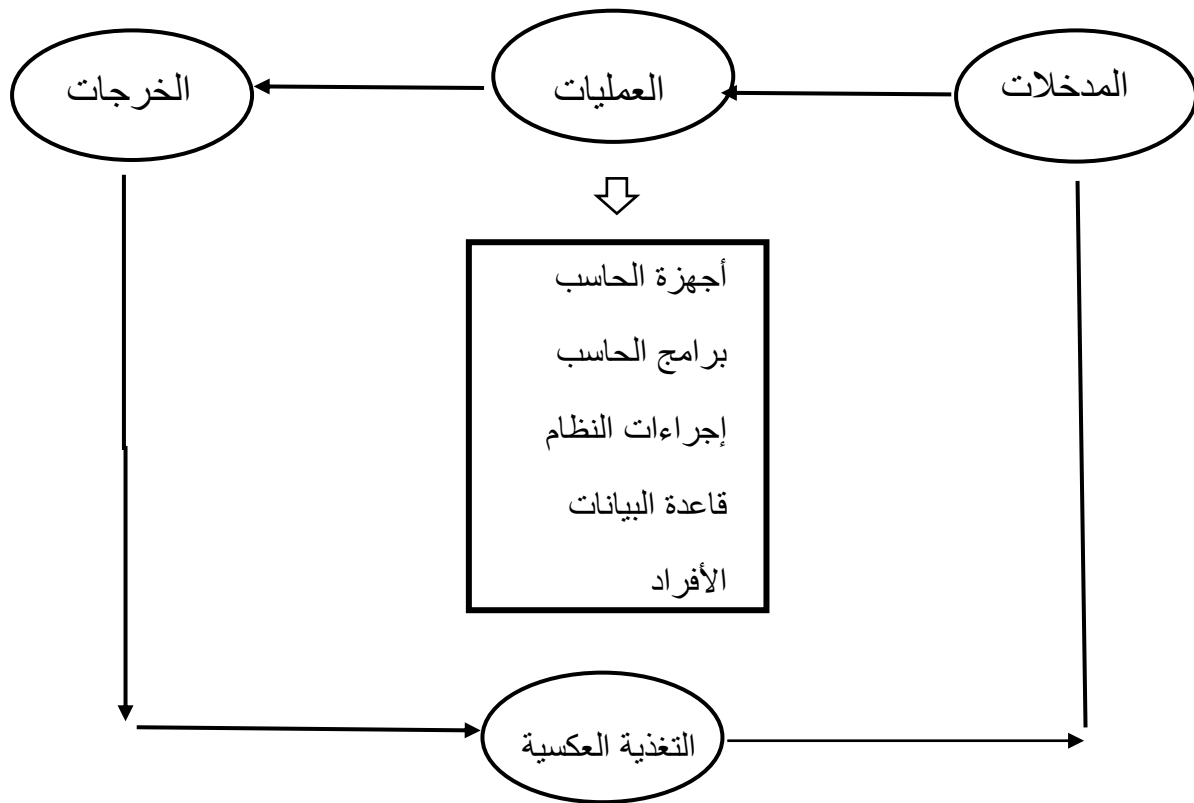 المدخلات
العمليات
الخرجات
أجهزة الحاسب
برامج الحاسب
إجراءات النظام
قاعدة البيانات
الأفراد
التغذية العكسية